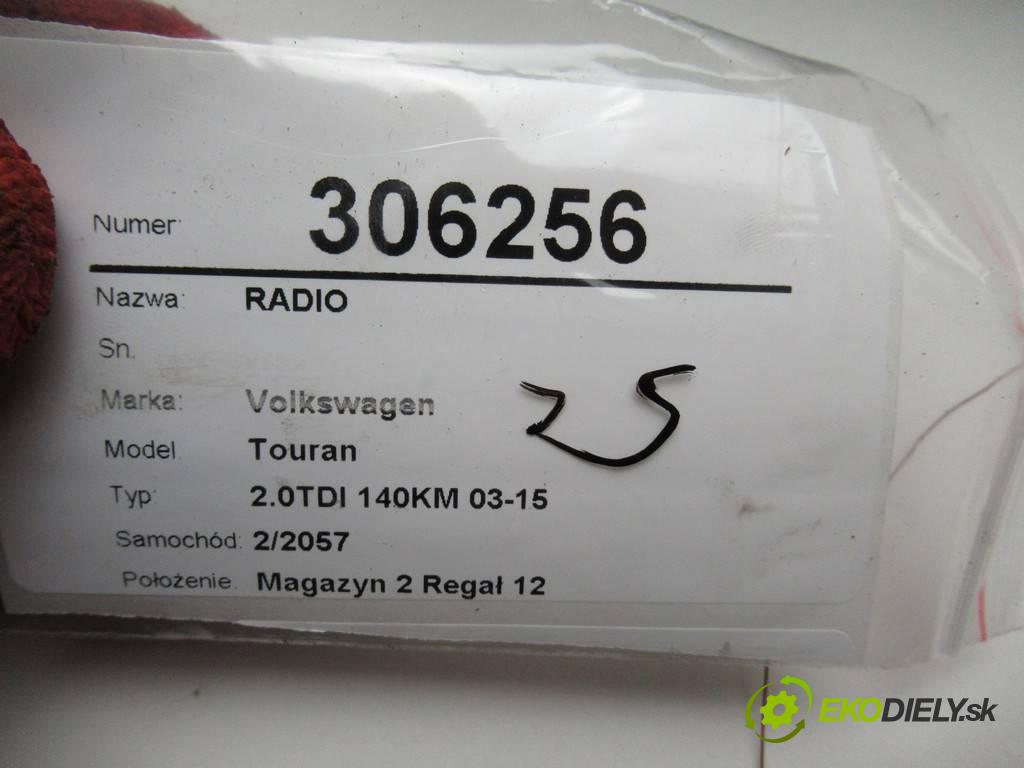 Numer: 306256
Nazwa: RADIO
Sn.
Marka: Volkswagen
Model. Touran
Typ: 2.0TDI 140KM 03-15
Samochód: 2/2057
Położenie. Magazyn 2 Regał 12
25
EKODIELY.sk